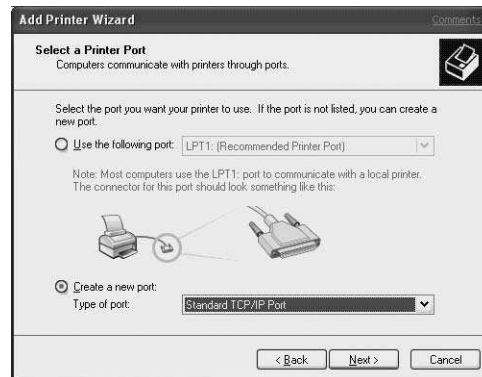 Add Printer Wizard
Comments
Select a Printer Port
Computers communicate with printers through ports.
Select the port you want your printer to use. If the port is not listed, you can create a
new port.
Use the following port:
LPT1: (Recommended Printer Port)
Note: Most computers use the LPT1: port to communicate with a local printer.
The connector for this port should look something like this:
Create a new port:
Type of port:
Standard TCP/IP Port
< Back
Next >
Cancel